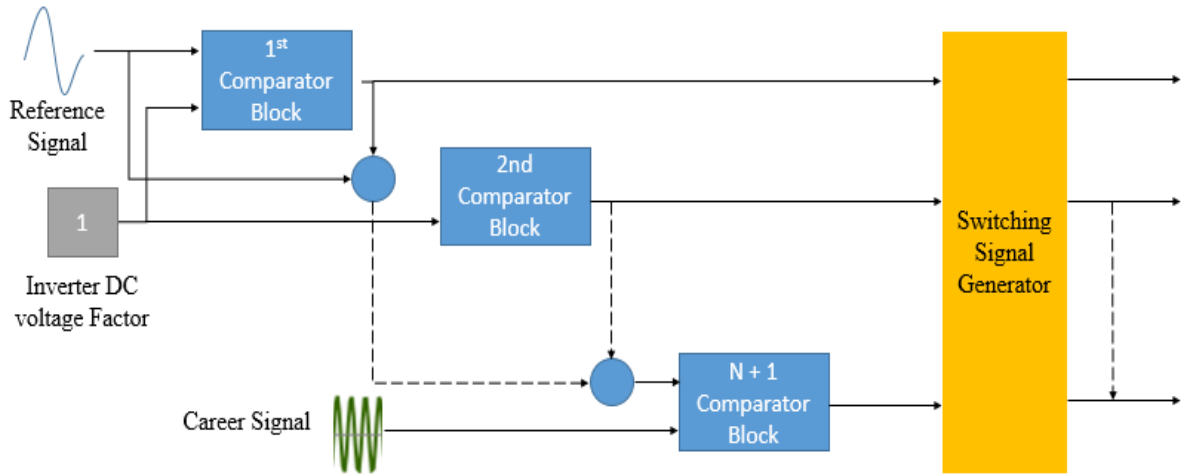 1st
Comparator
Block
Reference
Signal
2nd
Comparator
Block
1
Inverter DC
voltage Factor
Switching
Signal
Generator
N + 1
Comparator
Block
Career Signal